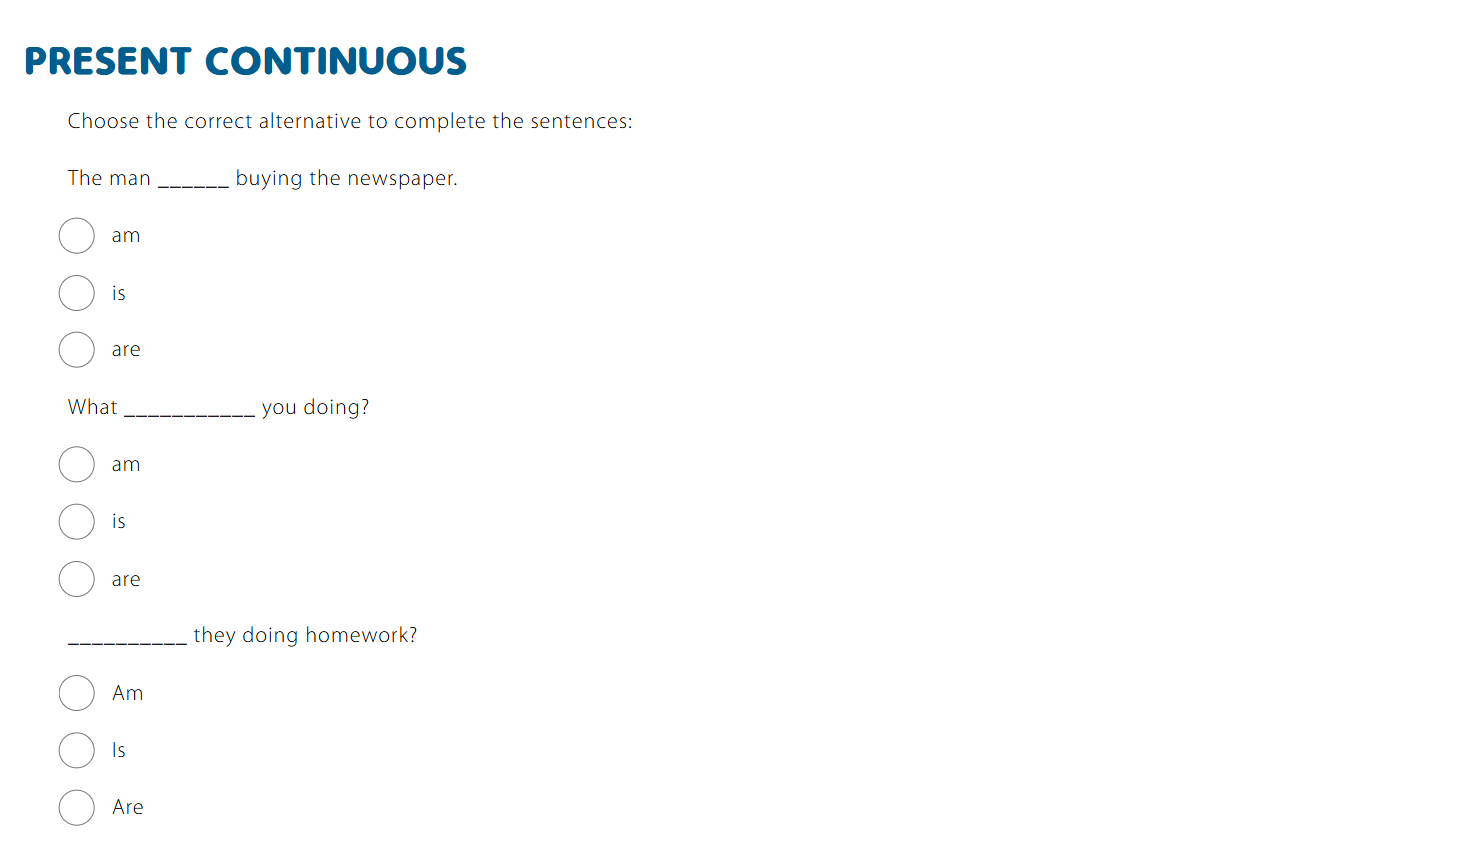 PRESENT CONTINUOUS
Choose the correct alternative to complete the sentences:
The man ______ buying the newspaper.
am
is
are
What ___________ you doing?
am
is
are
__________ they doing homework?
Am
Is
Are